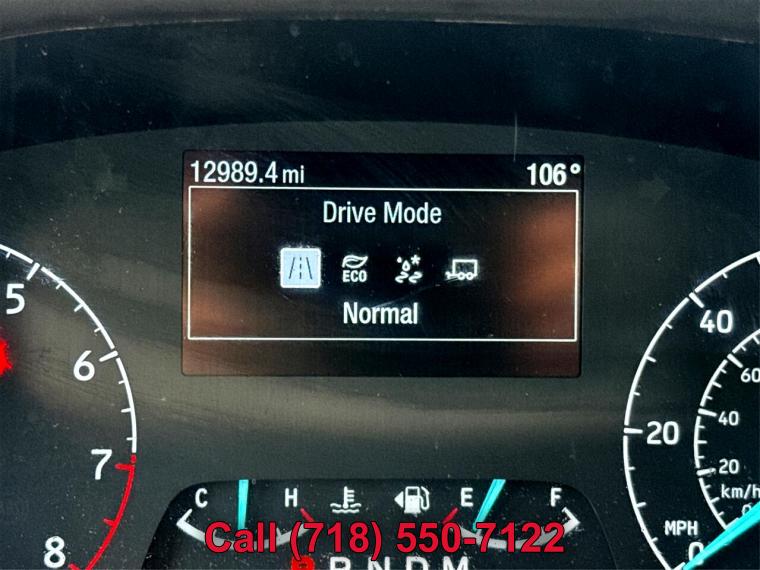 12989.4 mi 106°
Drive Mode
ECO
Normal
5
6
7
8
40
20
MPH
0
60
40
20
km/h
C H E F
Call (718) 550-7122
R N D M